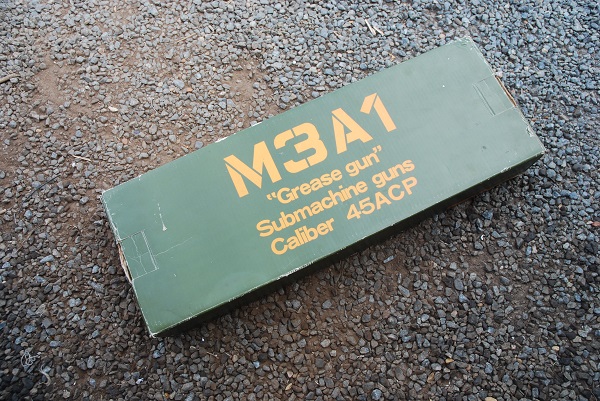 M3A1
"Grease gun"
Submachine guns
Caliber 45ACP